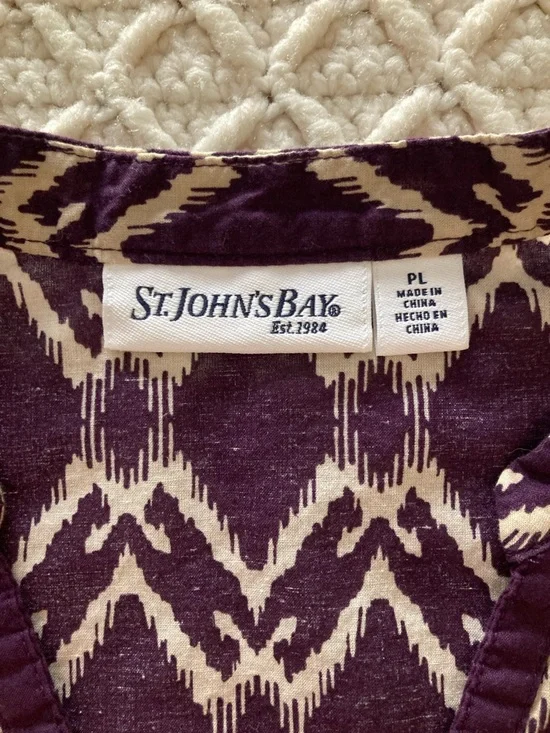 ST. JOHN'S BAY®
Est. 1984
PL
MADE IN
CHINA
HECHO EN
CHINA